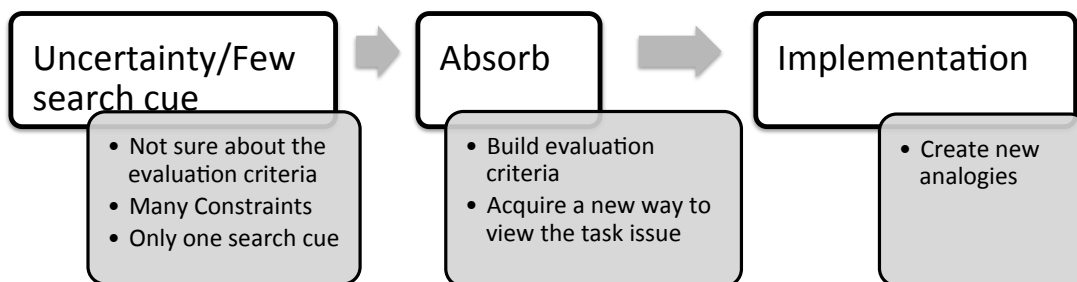 Uncertainty/Few
search cue
• Not sure about the
evaluation criteria
• Many Constraints
• Only one search cue
Absorb
• Build evaluation
criteria
• Acquire a new way to
view the task issue
Implementation
• Create new
analogies